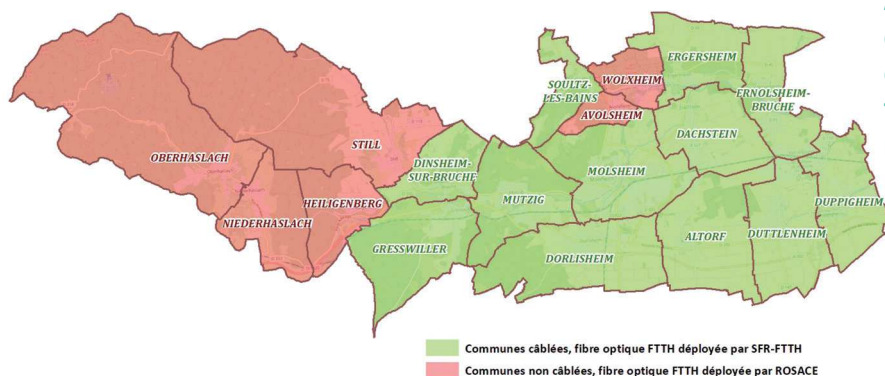 ERGERSHEIM
WOLXHEIM
SOULTZ-
LES-BAINS
ERNOLSHEIM-
BRUCHE
AVOLSHEIM
DACHSTEIN
STILL
OBERHASLACH
DINSHEIM-
SUR-BRUCHE
MOLSHEIM
MUTZIG
HEILIGENBERG
NIEDERHASLACH
DUPPIGHEIM
GRESSWILLER
ALTORF
DUTTLENHEIM
DORLISHEIM
Communes câblées, fibre optique FTTH déployée par SFR-FTTH
Communes non câblées, fibre optique FTTH déployée par ROSACE